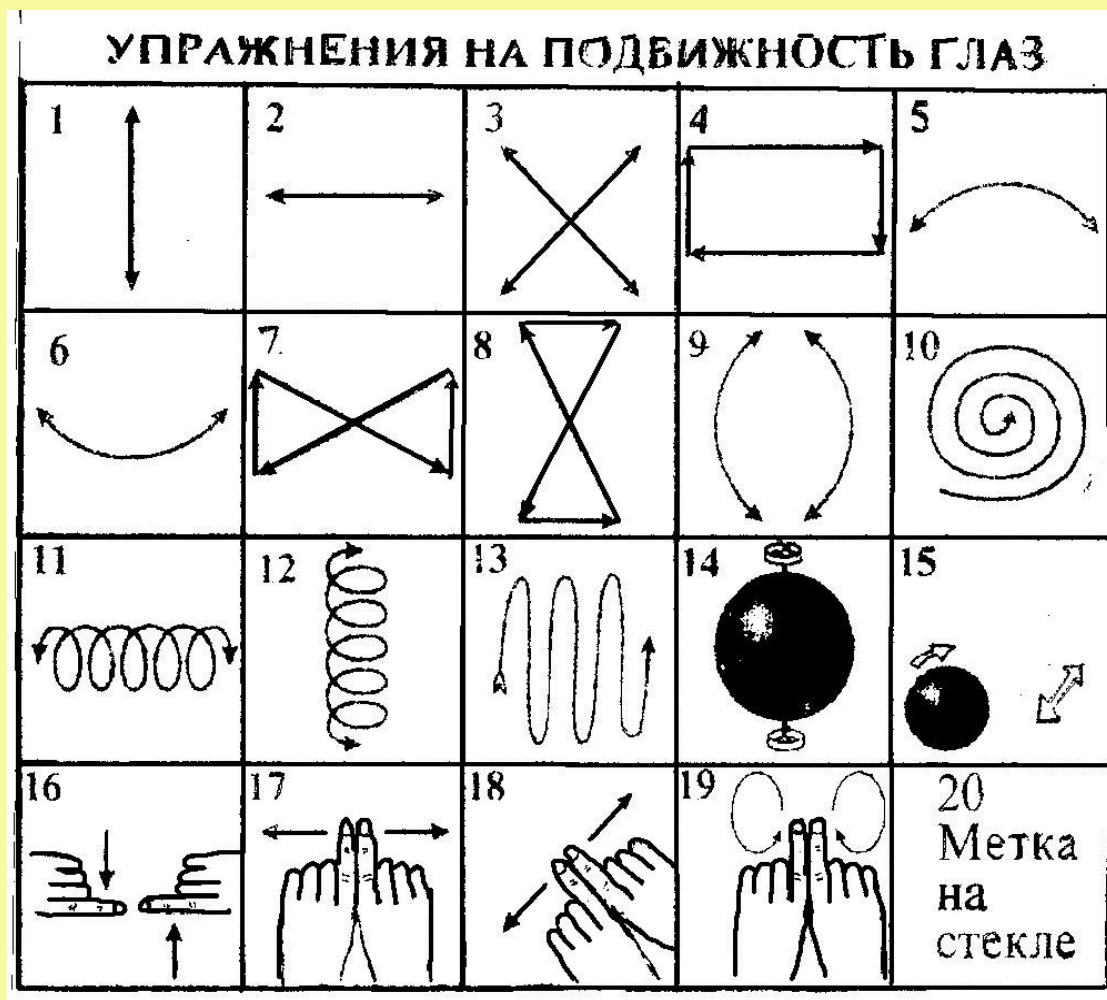 УПРАЖНЕНИЯ НА ПОДВИЖНОСТЬ ГЛАЗ
1 2 3 4 5
6 7 8 9 10
11 12 13 14 15
16 17 18 19 20
Метка
на
стекле